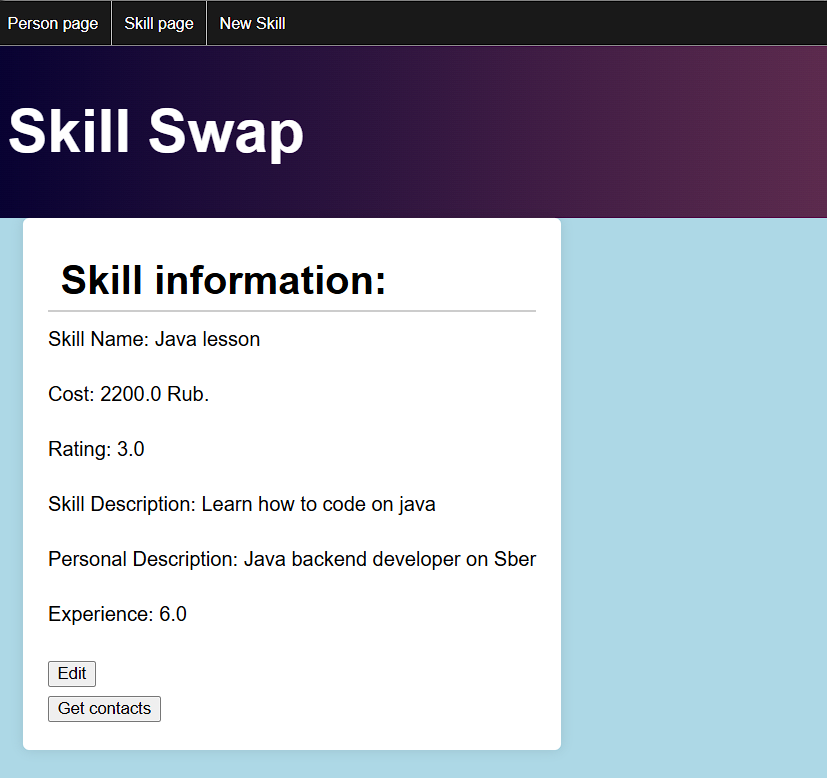 Person page Skill page New Skill
Skill Swap
Skill information:
Skill Name: Java lesson
Cost: 2200.0 Rub.
Rating: 3.0
Skill Description: Learn how to code on java
Personal Description: Java backend developer on Sber
Experience: 6.0
Edit
Get contacts